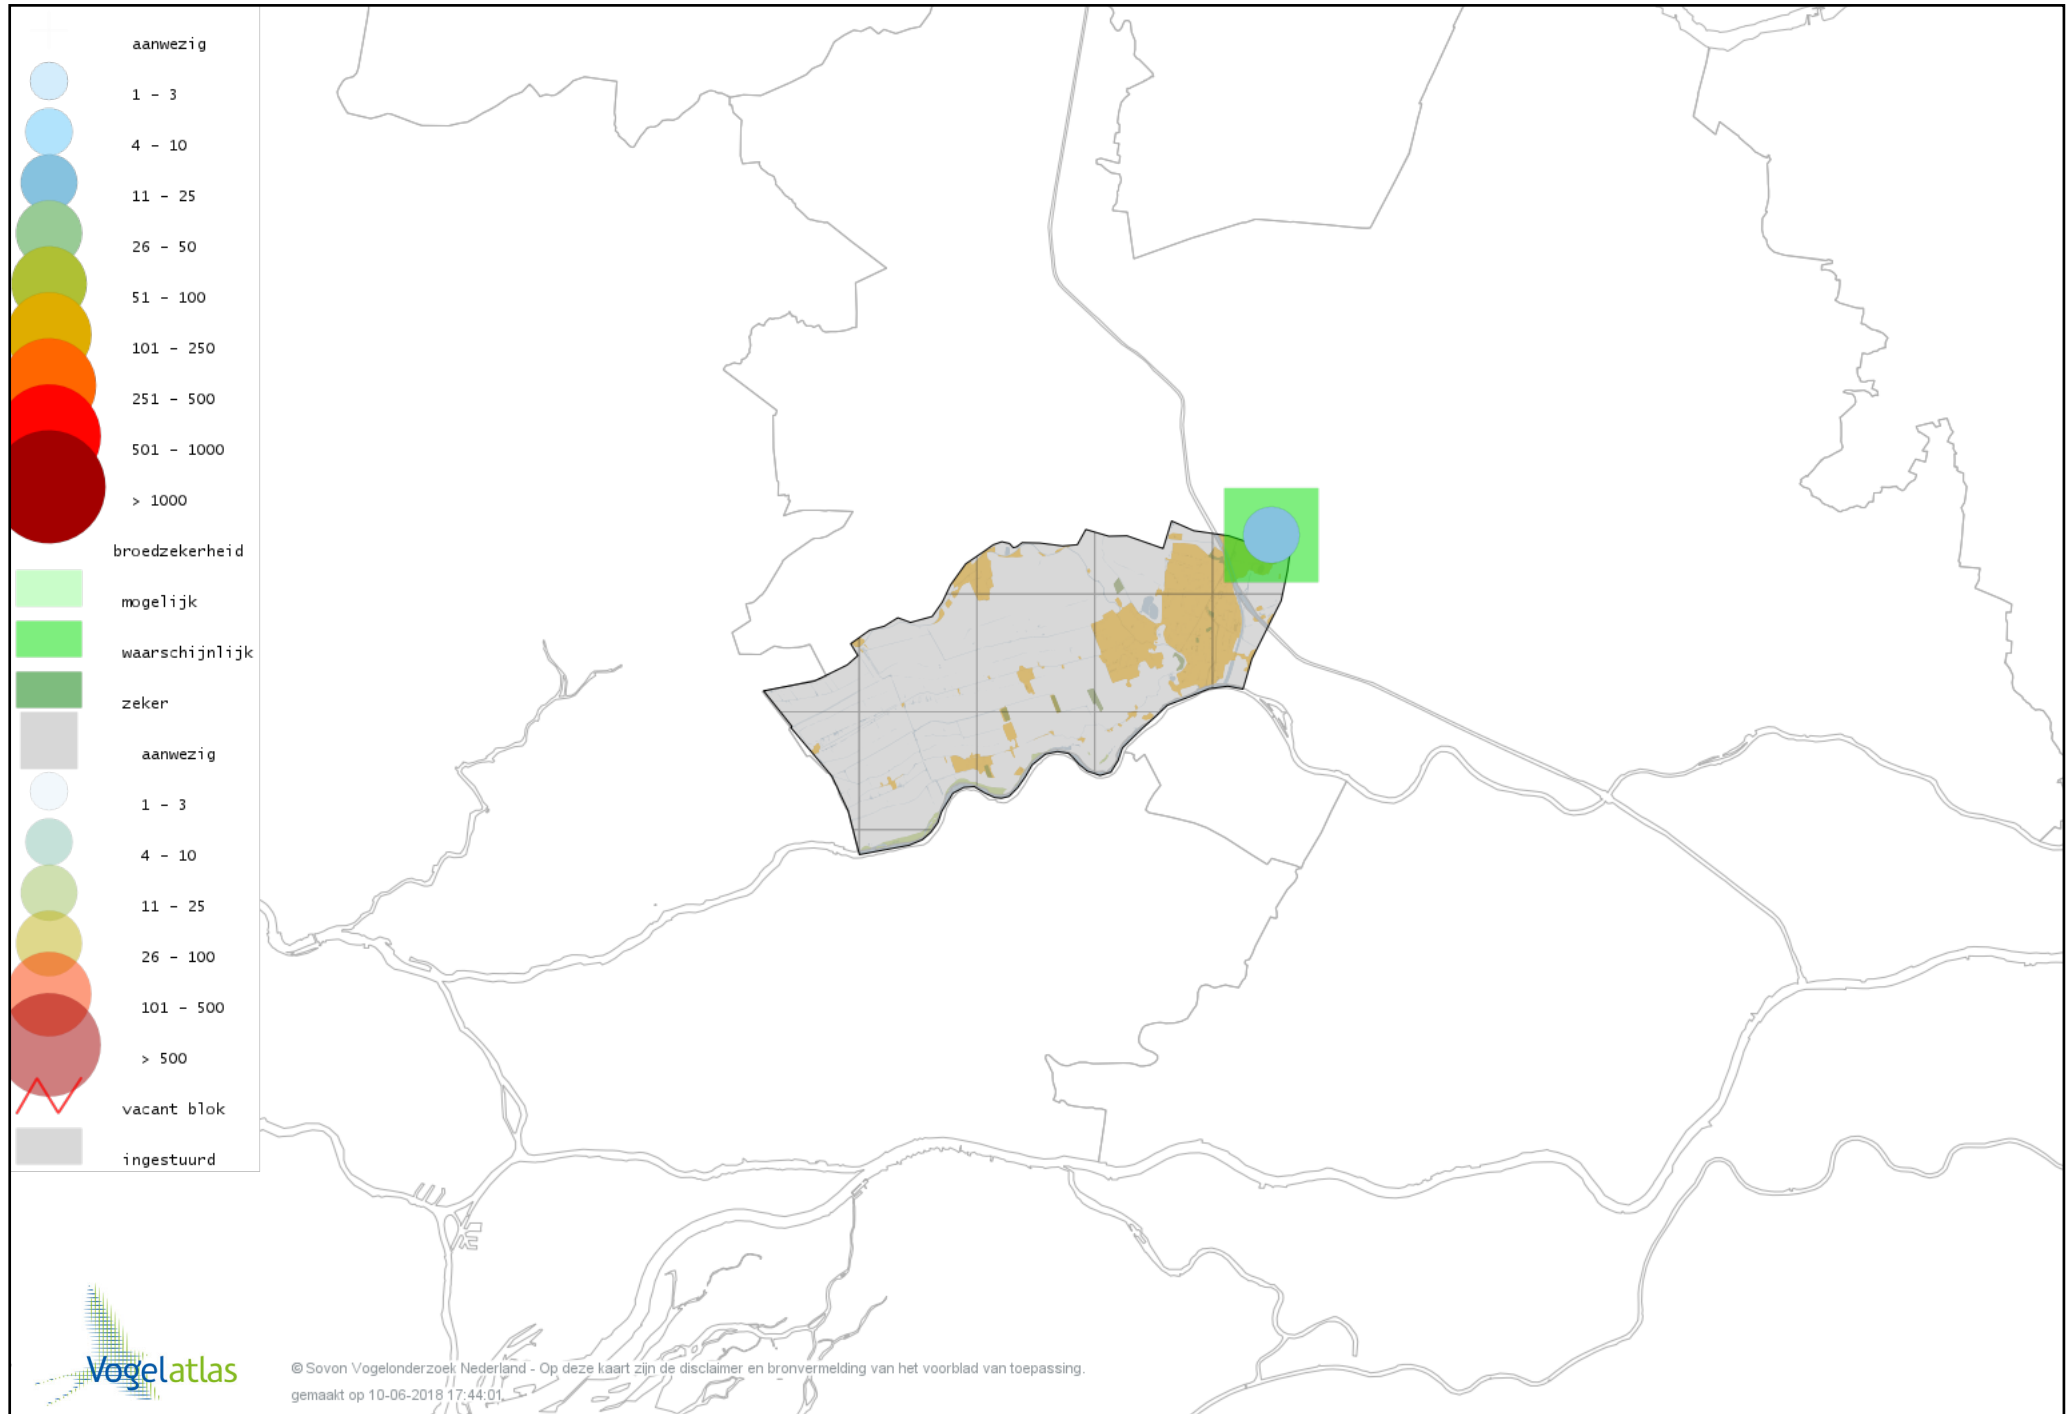 aanwezig
1 - 3
4 - 10
11 - 25
26 - 50
51 - 100
101 - 250
251 - 500
501 - 1000
> 1000
broedzekerheid
mogelijk
waarschijnlijk
zeker
aanwezig
1 - 3
4 - 10
11 - 25
26 - 100
101 - 500
> 500
vacant blok
ingestuurd
Vogelatlas
© Sovon Vogelonderzoek Nederland - Op deze kaart zijn de disclaimer en bronvermelding van het voorblad van toepassing.
gemaakt op 10-06-2018 17:44:01